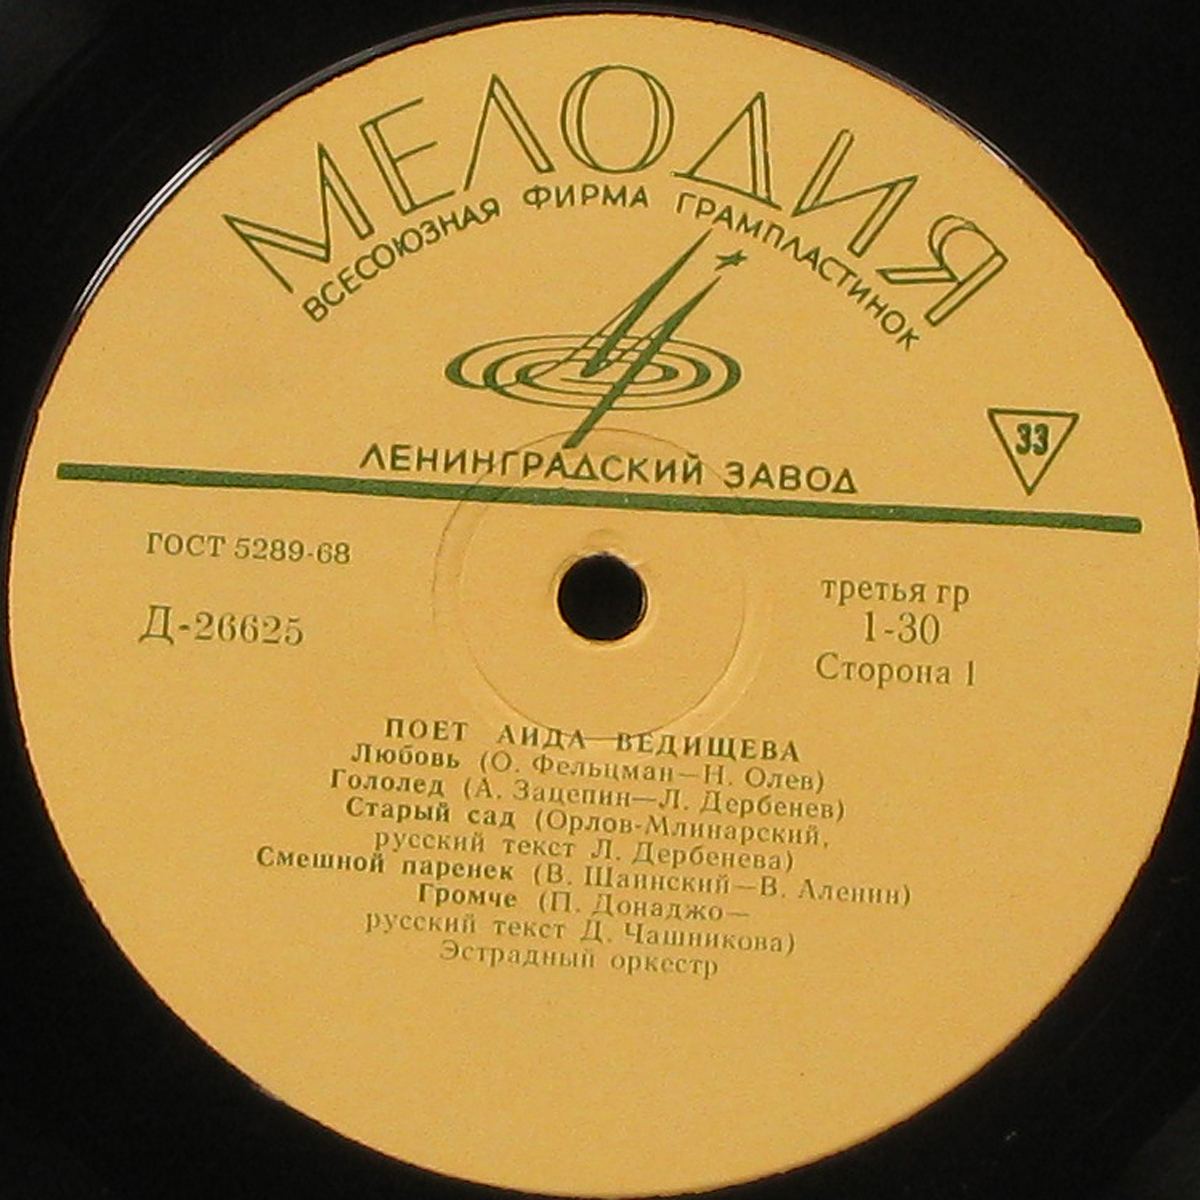 МЕЛОДИЯ
ВСЕСОЮЗНАЯ ФИРМА ГРАМПЛАСТИНОК
33
ЛЕНИНГРАДСКИЙ ЗАВОД
ГОСТ 5289-68
третья гр
Д-26625
1-30
Сторона 1
ПОЕТ АИДА ВЕДИЩЕВА
Любовь (О. Фельцман—Н. Олев)
Гололед (А. Зацепин—Л. Дербенев)
Старый сад (Орлов-Млинарский,
русский текст Л. Дербенева)
Смешной паренек (В. Шаинский—В. Аленин)
Громче (П. Донаджо—
русский текст Д. Чашникова)
Эстрадный оркестр